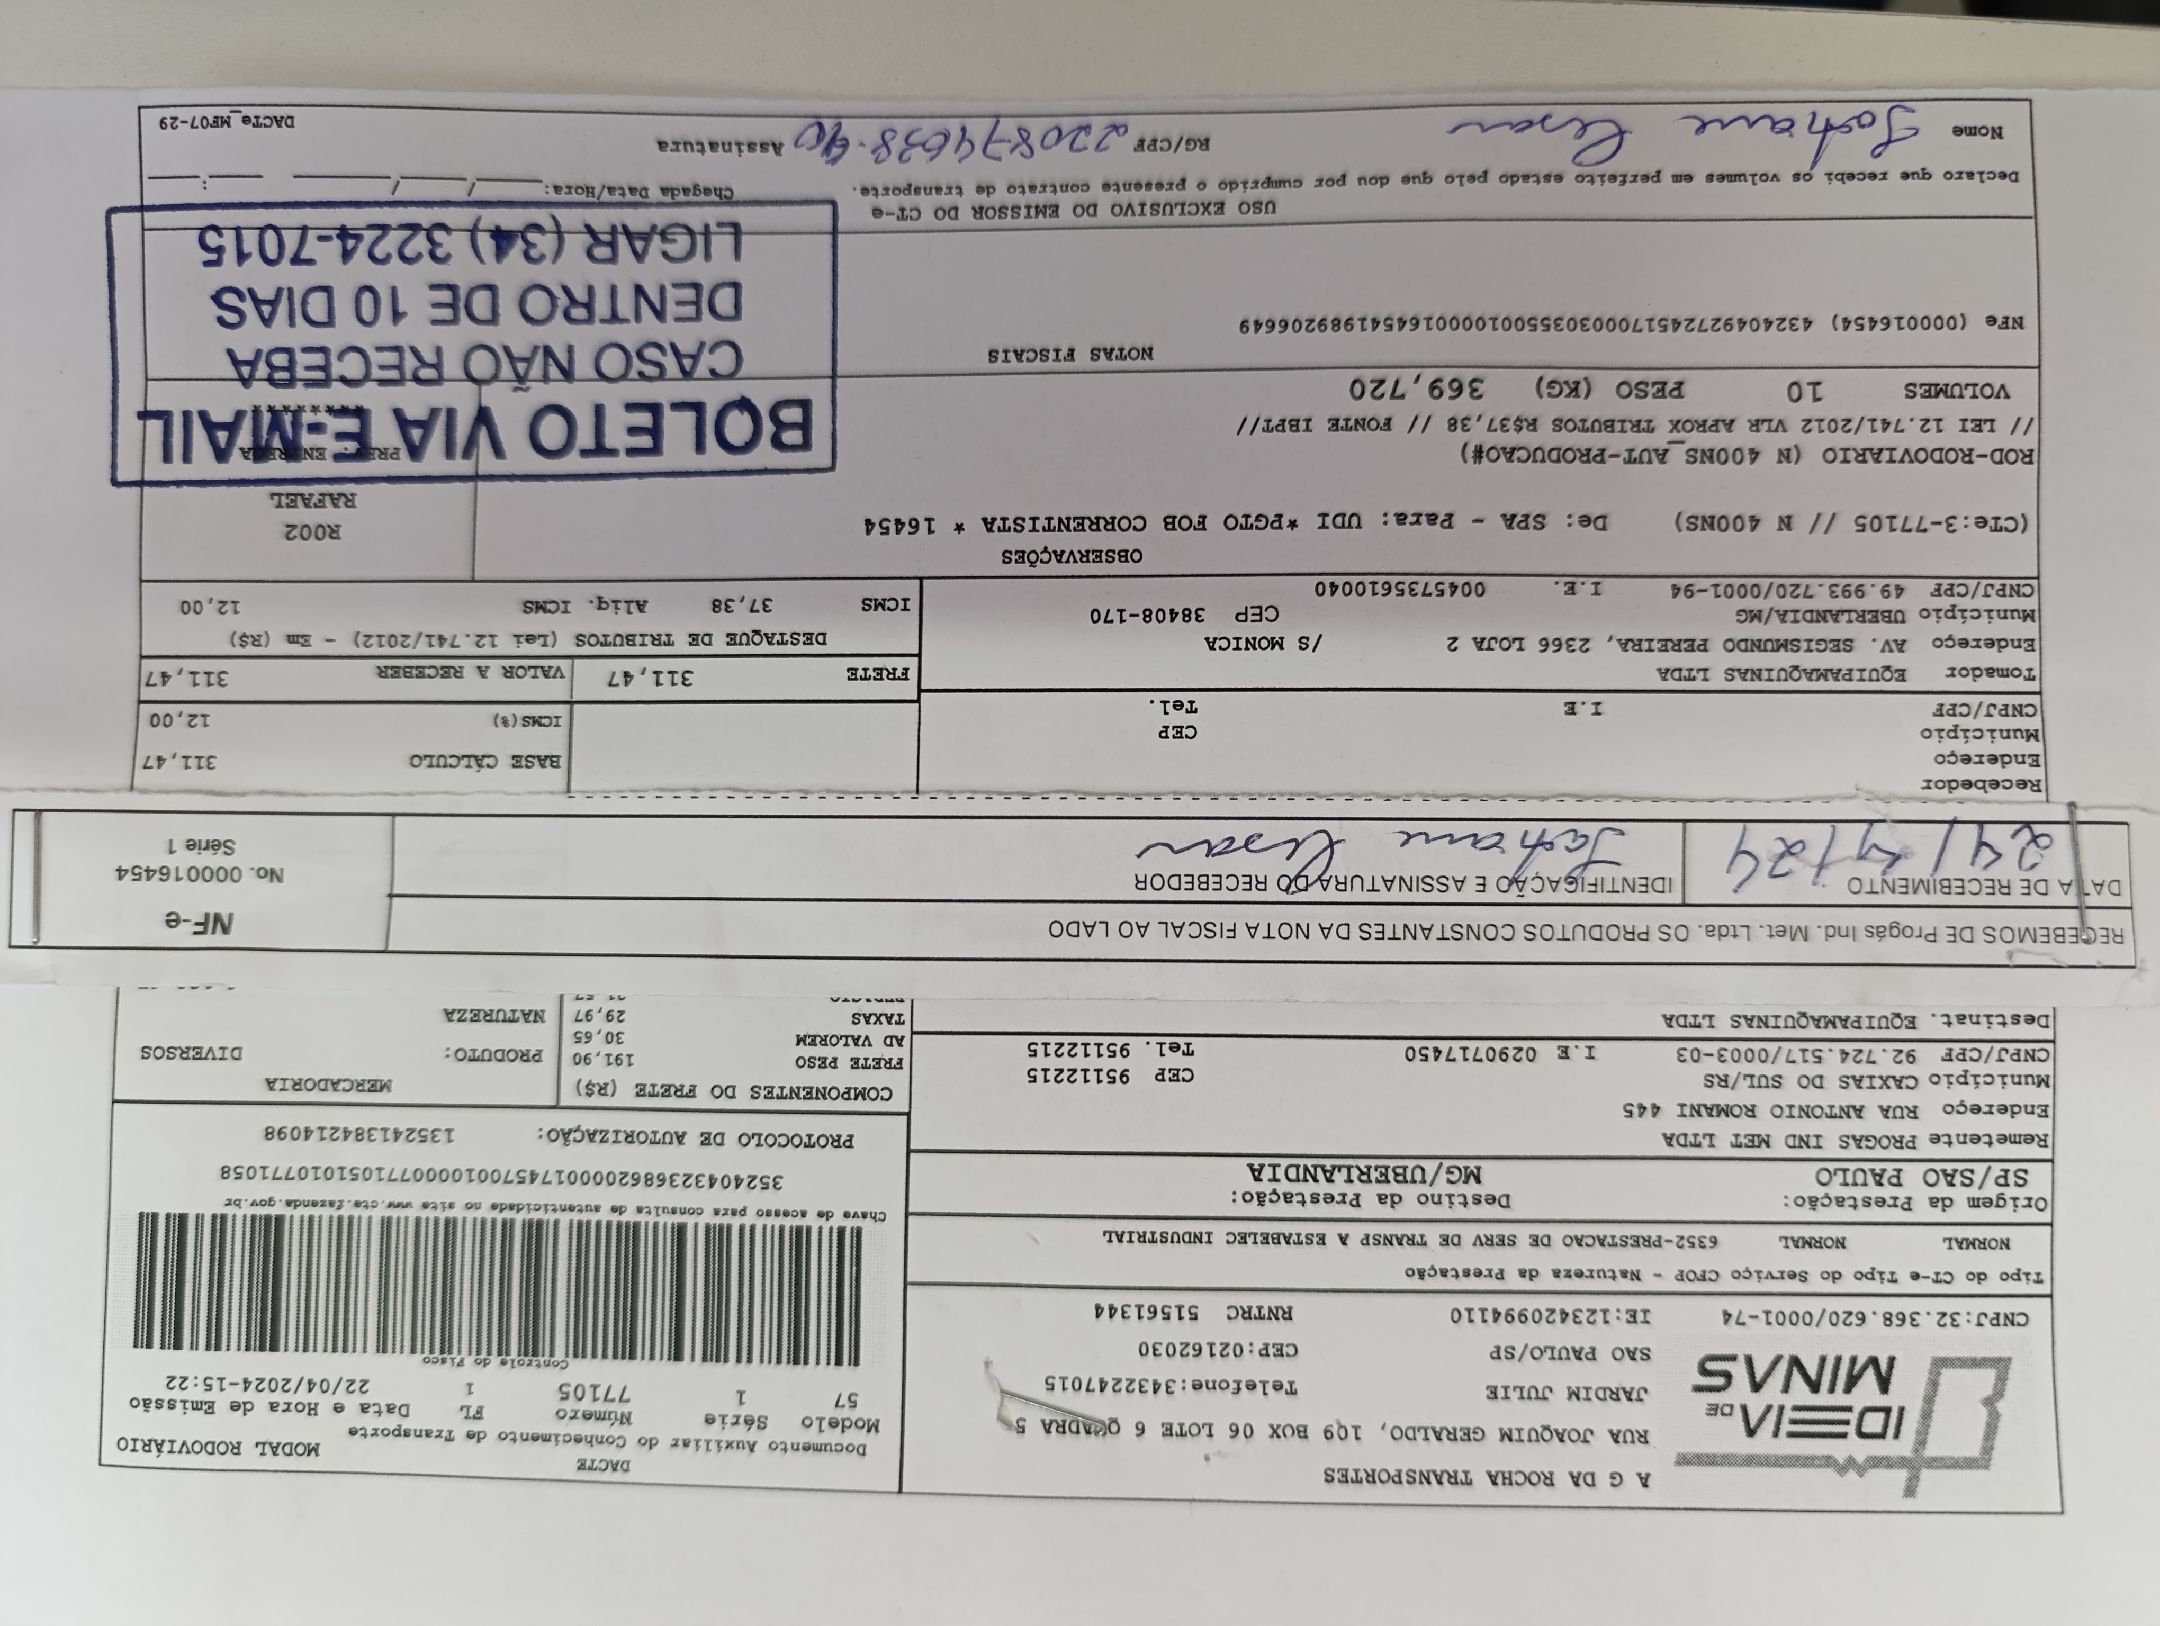 A G DA ROCHA TRANSPORTES
RUA JOAQUIM GERALDO, 109 BOX 06 LOTE 6 QUADRA 5
JARDIM JULIE Telefone:3432247015
SAO PAULO/SP CEP:02162030
IDEIA DE MINAS
CNPJ:32.368.620/0001-74 IE:123420994110 RNTRC 51561344
DACTE
Documento Auxiliar do Conhecimento de Transporte
MODAL RODOVIÁRIO
Modelo Série Número FL Data e Hora de Emissão
57 1 77105 1 22/04/2024-15:22
Controle do Fisco
Chave de acesso para consulta de autenticidade no site www.cte.fazenda.gov.br
PROTOCOLO DE AUTORIZAÇÃO: 135241384214098
Tipo do CT-e Tipo do Serviço CFOP - Natureza da Prestação
NORMAL NORMAL 6352-PRESTACAO DE SERV DE TRANSP A ESTABELEC INDUSTRIAL
Origem da Prestação: Destino da Prestação:
SP/SAO PAULO MG/UBERLANDIA
Remetente PROGAS IND MET LTDA
Endereço RUA ANTONIO ROMANI 445
Município CAXIAS DO SUL/RS CEP 95112215
CNPJ/CPF 92.724.517/0003-03 I.E 0290717450 Tel. 95112215
Destinat. EQUIPAMAQUINAS LTDA
COMPONENTES DO FRETE (R$)
FRETE PESO 191,90
AD VALOREM 30,65
TAXAS 29,97
MERCADORIA
PRODUTO: DIVERSOS
NATUREZA
RECEBEMOS DE Progás Ind. Met. Ltda. OS PRODUTOS CONSTANTES DA NOTA FISCAL AO LADO
DATA DE RECEBIMENTO IDENTIFICAÇÃO E ASSINATURA DO RECEBEDOR
24/4/24
NF-e
No. 000016454
Série 1
Recebedor
Endereço
Município CEP
CNPJ/CPF I.E Tel.
BASE CÁLCULO 311,47
ICMS(%) 12,00
Tomador EQUIPAMAQUINAS LTDA
Endereço AV. SEGISMUNDO PEREIRA, 2366 LOJA 2 /S MONICA
Município UBERLANDIA/MG CEP 38408-170
CNPJ/CPF 49.993.720/0001-94 I.E. 0045735610040
FRETE 311,47 VALOR A RECEBER 311,47
DESTAQUE DE TRIBUTOS (Lei 12.741/2012) - Em (R$)
ICMS 37,38 Aliq. ICMS 12,00
OBSERVAÇÕES
(CTe:3-77105 // N 400NS) De: SPA - Para: UDI *PGTO FOB CORRENTISTA * 16454
R002
RAFAEL
PREV. ENTREGA
ROD-RODOVIARIO (N 400NS_AUT-PRODUCAO#)
// LEI 12.741/2012 VLR APROX TRIBUTOS R$37,38 // FONTE IBPT//
VOLUMES 10 PESO (KG) 369,720
NOTAS FISCAIS
NFe (000016454) 43240492724517000303550010000164541989206649
BOLETO VIA E-MAIL
CASO NÃO RECEBA
DENTRO DE 10 DIAS
LIGAR (34) 3224-7015
USO EXCLUSIVO DO EMISSOR DO CT-e
Declaro que recebi os volumes em perfeito estado pelo que dou por cumprido o presente contrato de transporte.
Chegada Data/Hora: ____/____/____ ____:____
Nome RG/CPF Assinatura
DACTe_MF07-29